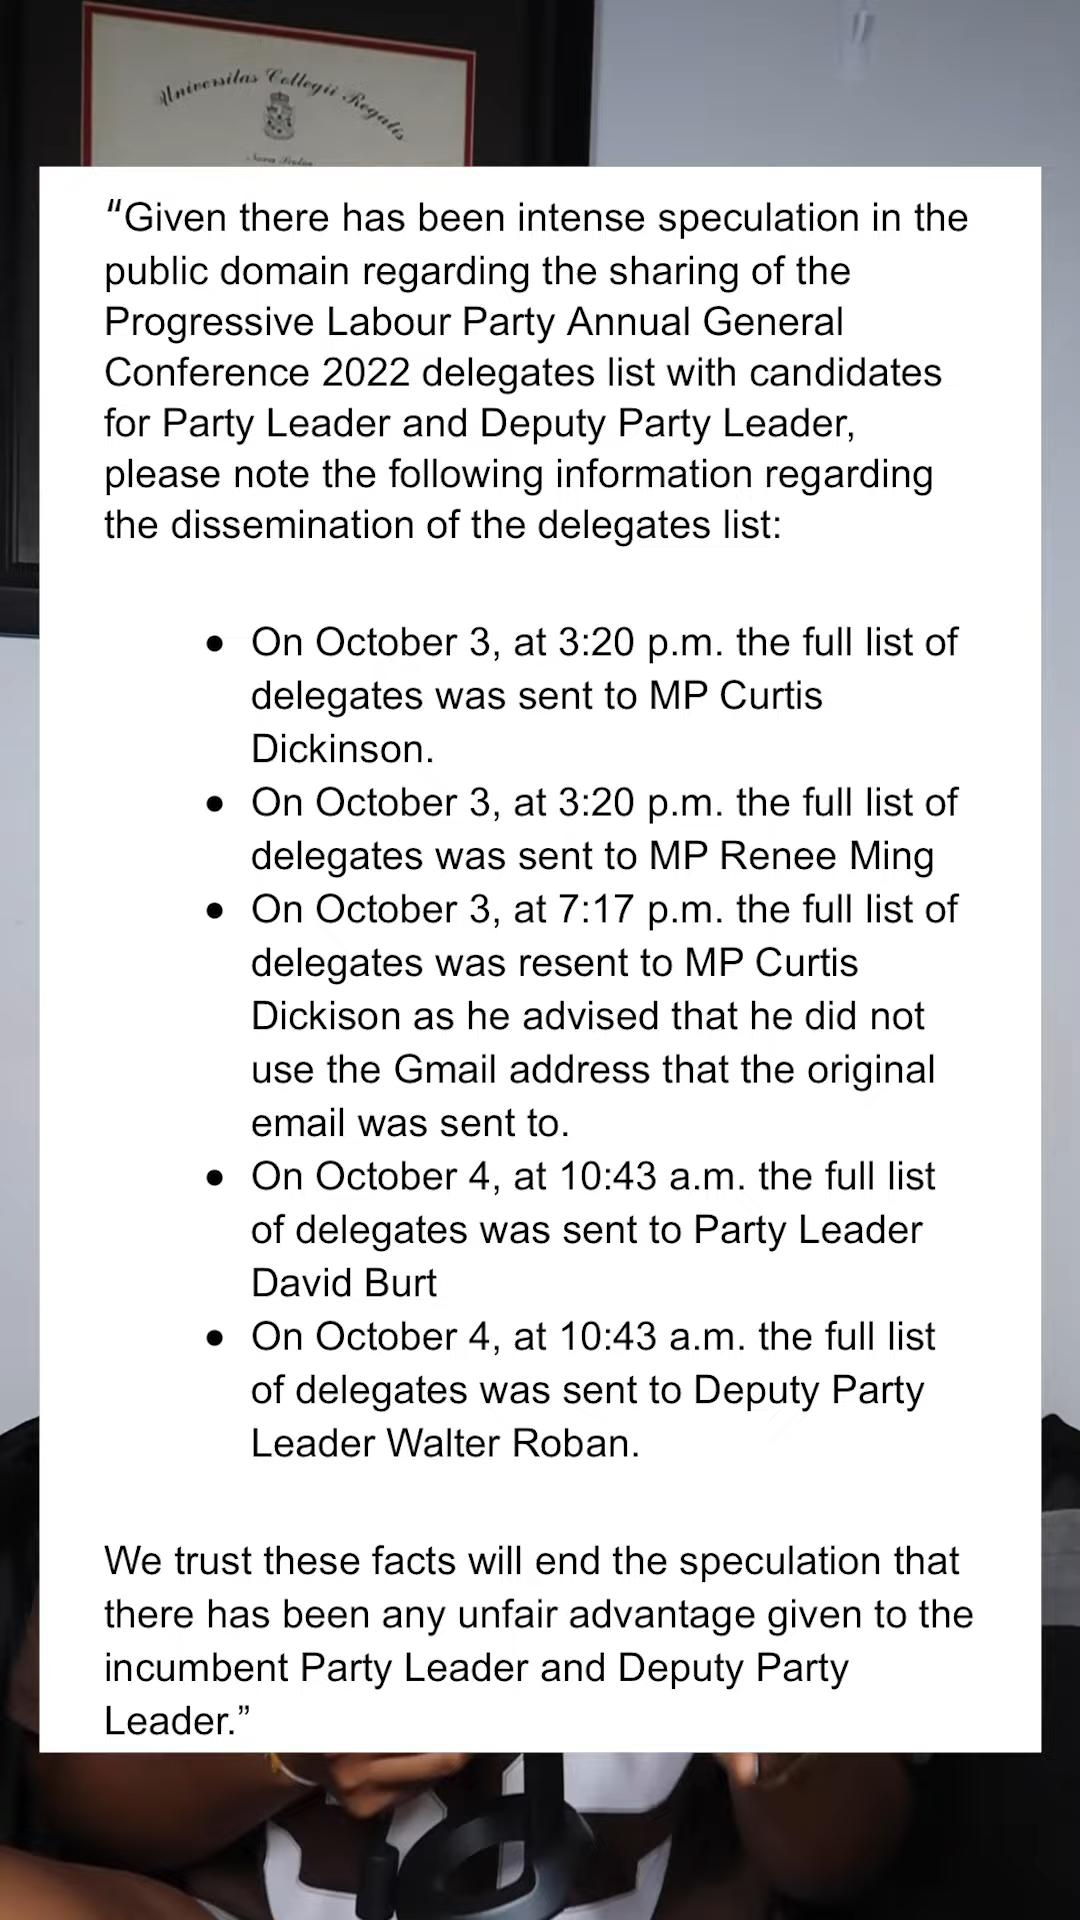 Universitas Collegii Regalis
“Given there has been intense speculation in the
public domain regarding the sharing of the
Progressive Labour Party Annual General
Conference 2022 delegates list with candidates
for Party Leader and Deputy Party Leader,
please note the following information regarding
the dissemination of the delegates list:
● On October 3, at 3:20 p.m. the full list of
delegates was sent to MP Curtis
Dickinson.
● On October 3, at 3:20 p.m. the full list of
delegates was sent to MP Renee Ming
● On October 3, at 7:17 p.m. the full list of
delegates was resent to MP Curtis
Dickison as he advised that he did not
use the Gmail address that the original
email was sent to.
● On October 4, at 10:43 a.m. the full list
of delegates was sent to Party Leader
David Burt
● On October 4, at 10:43 a.m. the full list
of delegates was sent to Deputy Party
Leader Walter Roban.
We trust these facts will end the speculation that
there has been any unfair advantage given to the
incumbent Party Leader and Deputy Party
Leader.”